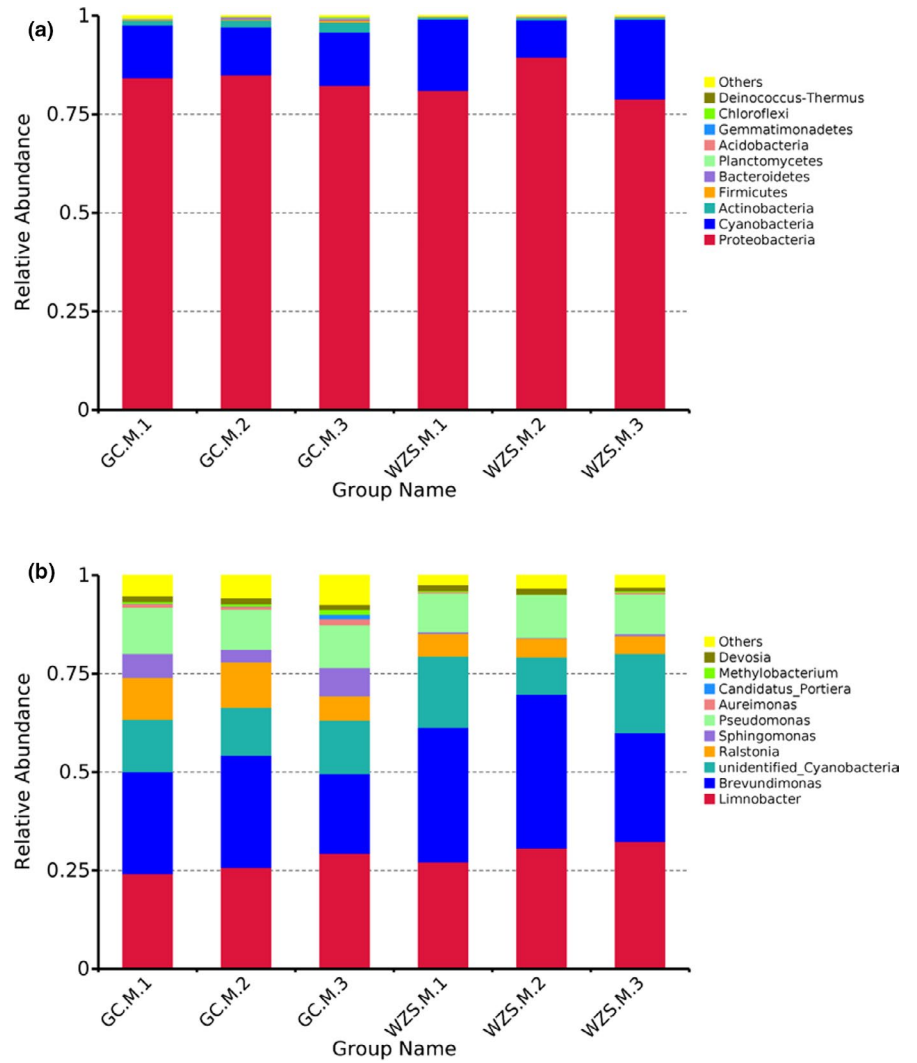 (a)
1
0.75
0.5
0.25
0
Relative Abundance
GC.M.1
GC.M.2
GC.M.3
WZS.M.1
WZS.M.2
WZS.M.3
Group Name
Others
Deinococcus-Thermus
Chloroflexi
Gemmatimonadetes
Acidobacteria
Planctomycetes
Bacteroidetes
Firmicutes
Actinobacteria
Cyanobacteria
Proteobacteria
(b)
1
0.75
0.5
0.25
0
Relative Abundance
GC.M.1
GC.M.2
GC.M.3
WZS.M.1
WZS.M.2
WZS.M.3
Group Name
Others
Devosia
Methylobacterium
Candidatus_Portiera
Aureimonas
Pseudomonas
Sphingomonas
Ralstonia
unidentified_Cyanobacteria
Brevundimonas
Limnobacter